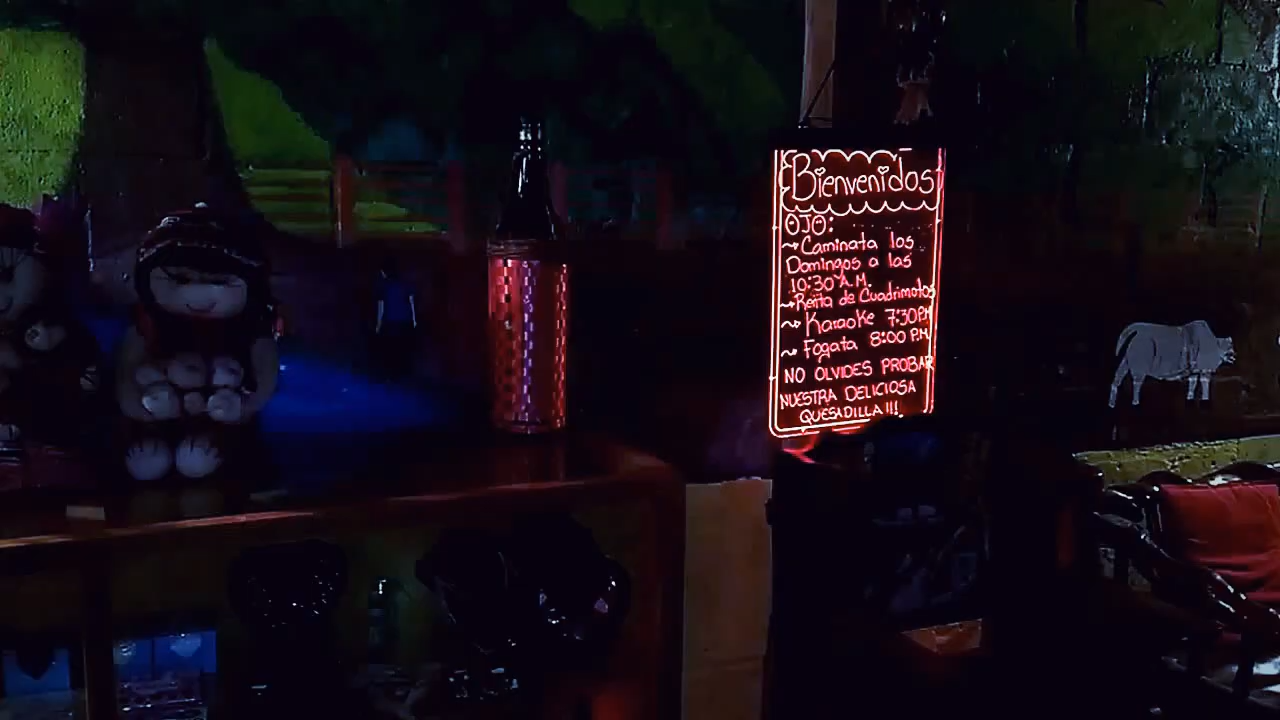 Bienvenidos
OJO:
~Caminata los
Domingos a las
10:30 A.M.
~Renta de Cuadrimotos
~ Karaoke 7:30PM
~ Fogata 8:00 P.M
NO OLVIDES PROBAR
NUESTRA DELICIOSA
QUESADILLA!!!